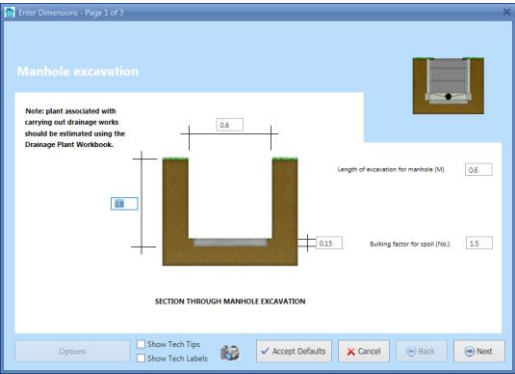 Enter Dimensions - Page 1 of 3
Manhole excavation
Note: plant associated with
carrying out drainage works
should be estimated using the
Drainage Plant Workbook.
0.6
Length of excavation for manhole (M) 0.6
0.8
0.15
Bulking factor for spoil (No.) 1.5
SECTION THROUGH MANHOLE EXCAVATION
Options
Show Tech Tips
Show Tech Labels
Accept Defaults
Cancel
Back
Next